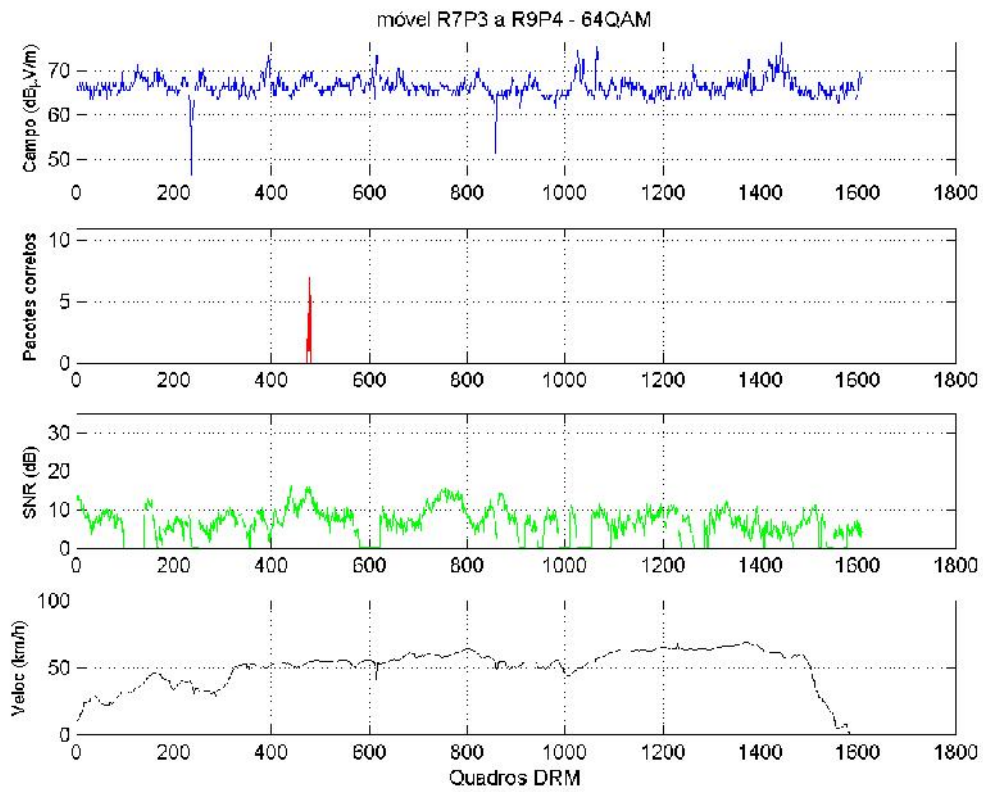 móvel R7P3 a R9P4 - 64QAM
Campo (dBµV/m)
70
60
50
0 200 400 600 800 1000 1200 1400 1600 1800
Pacotes corretos
10
5
0
0 200 400 600 800 1000 1200 1400 1600 1800
SNR (dB)
30
20
10
0
0 200 400 600 800 1000 1200 1400 1600 1800
Veloc (km/h)
100
50
0
0 200 400 600 800 1000 1200 1400 1600 1800
Quadros DRM